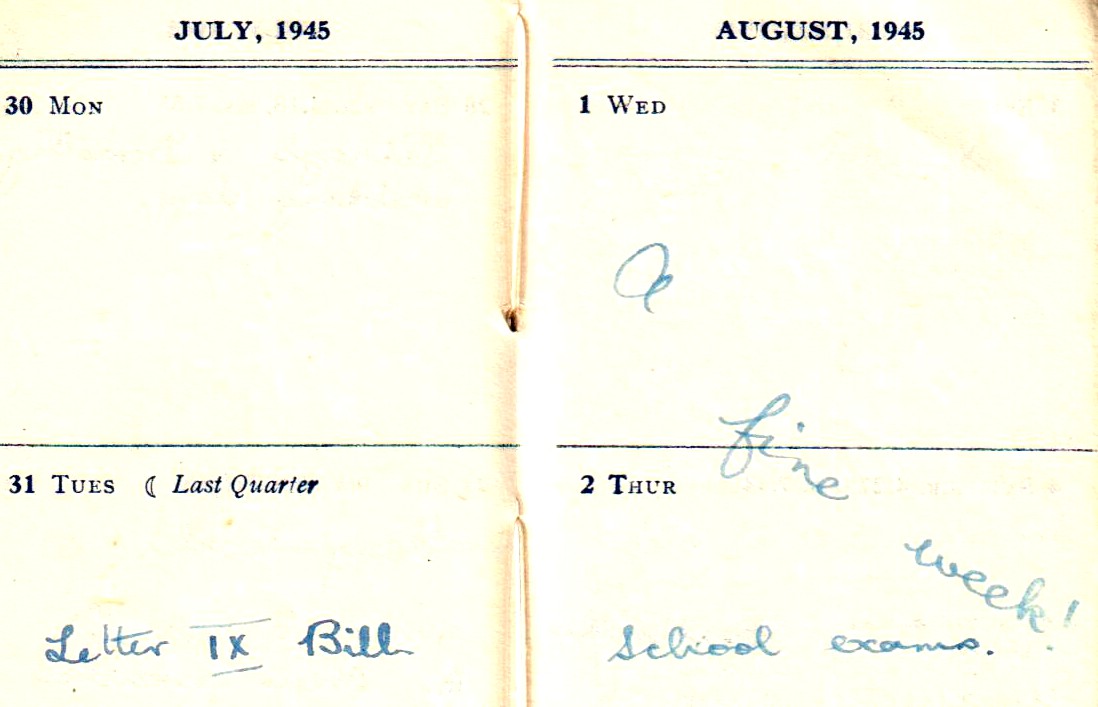 JULY, 1945
30 MON
31 TUES ☾ Last Quarter
Letter IX Bill
AUGUST, 1945
1 WED
A
fine
2 THUR
week!
School exams.